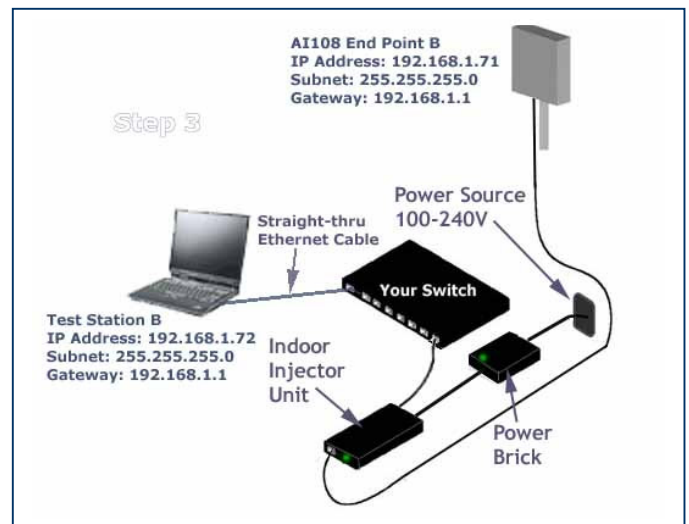 AI108 End Point B
IP Address: 192.168.1.71
Subnet: 255.255.255.0
Gateway: 192.168.1.1
Step 3
Power Source
100-240V
Straight-thru
Ethernet Cable
Your Switch
Test Station B
IP Address: 192.168.1.72
Subnet: 255.255.255.0
Gateway: 192.168.1.1
Indoor
Injector
Unit
Power
Brick